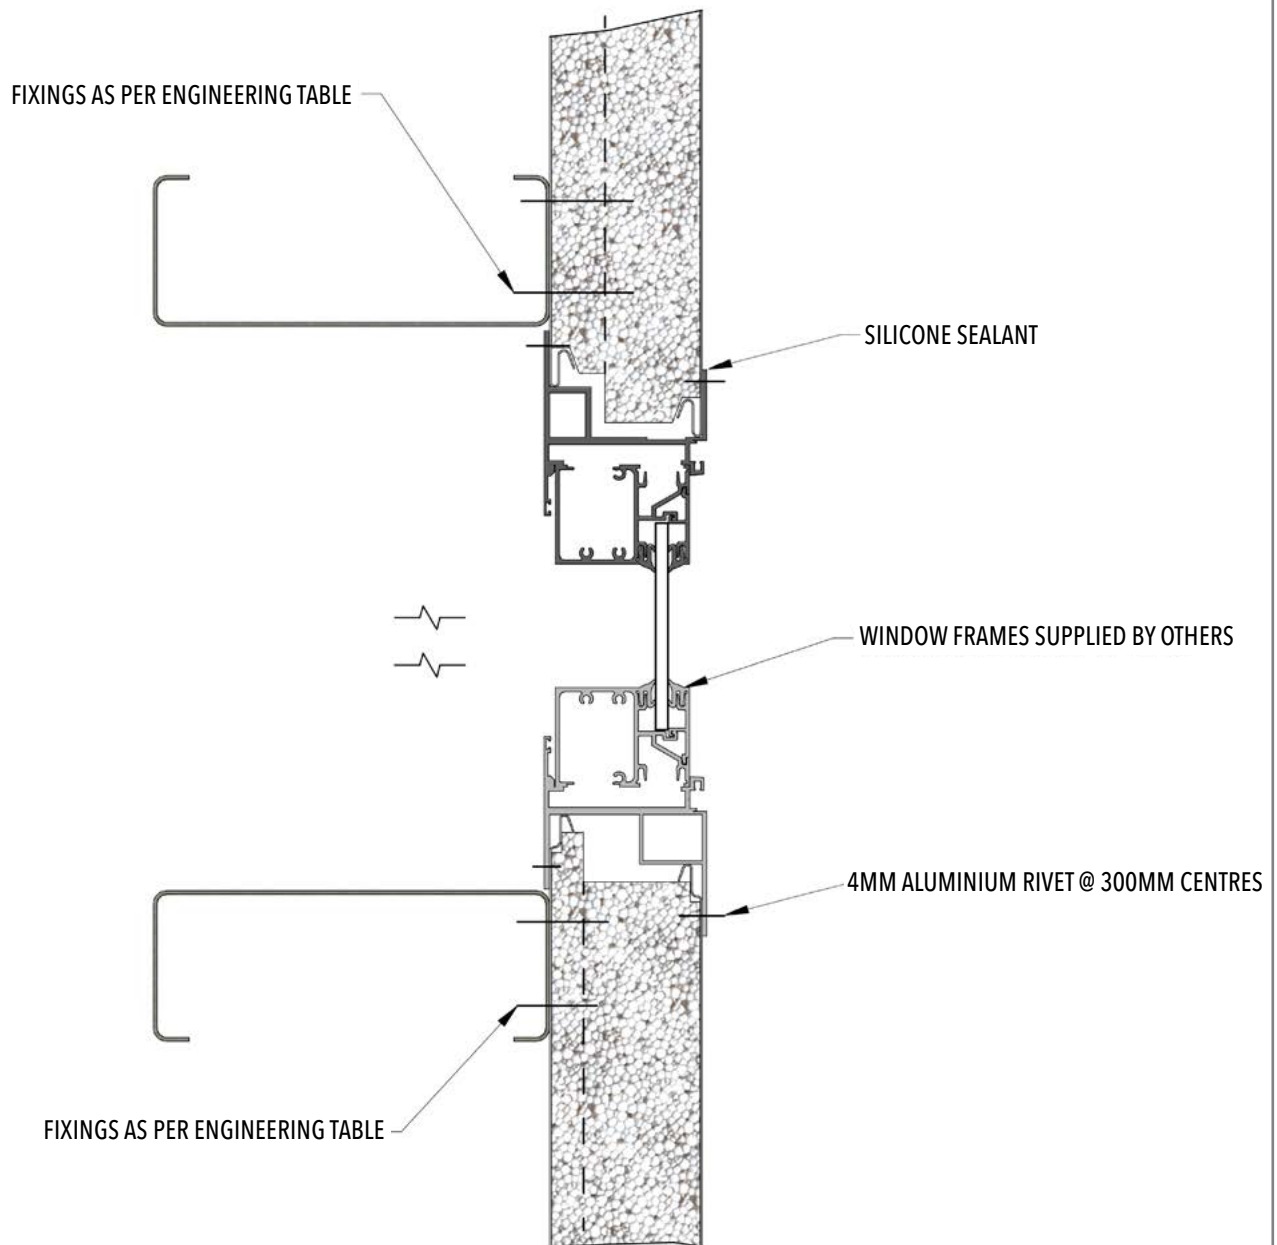 FIXINGS AS PER ENGINEERING TABLE
SILICONE SEALANT
WINDOW FRAMES SUPPLIED BY OTHERS
4MM ALUMINIUM RIVET @ 300MM CENTRES
FIXINGS AS PER ENGINEERING TABLE